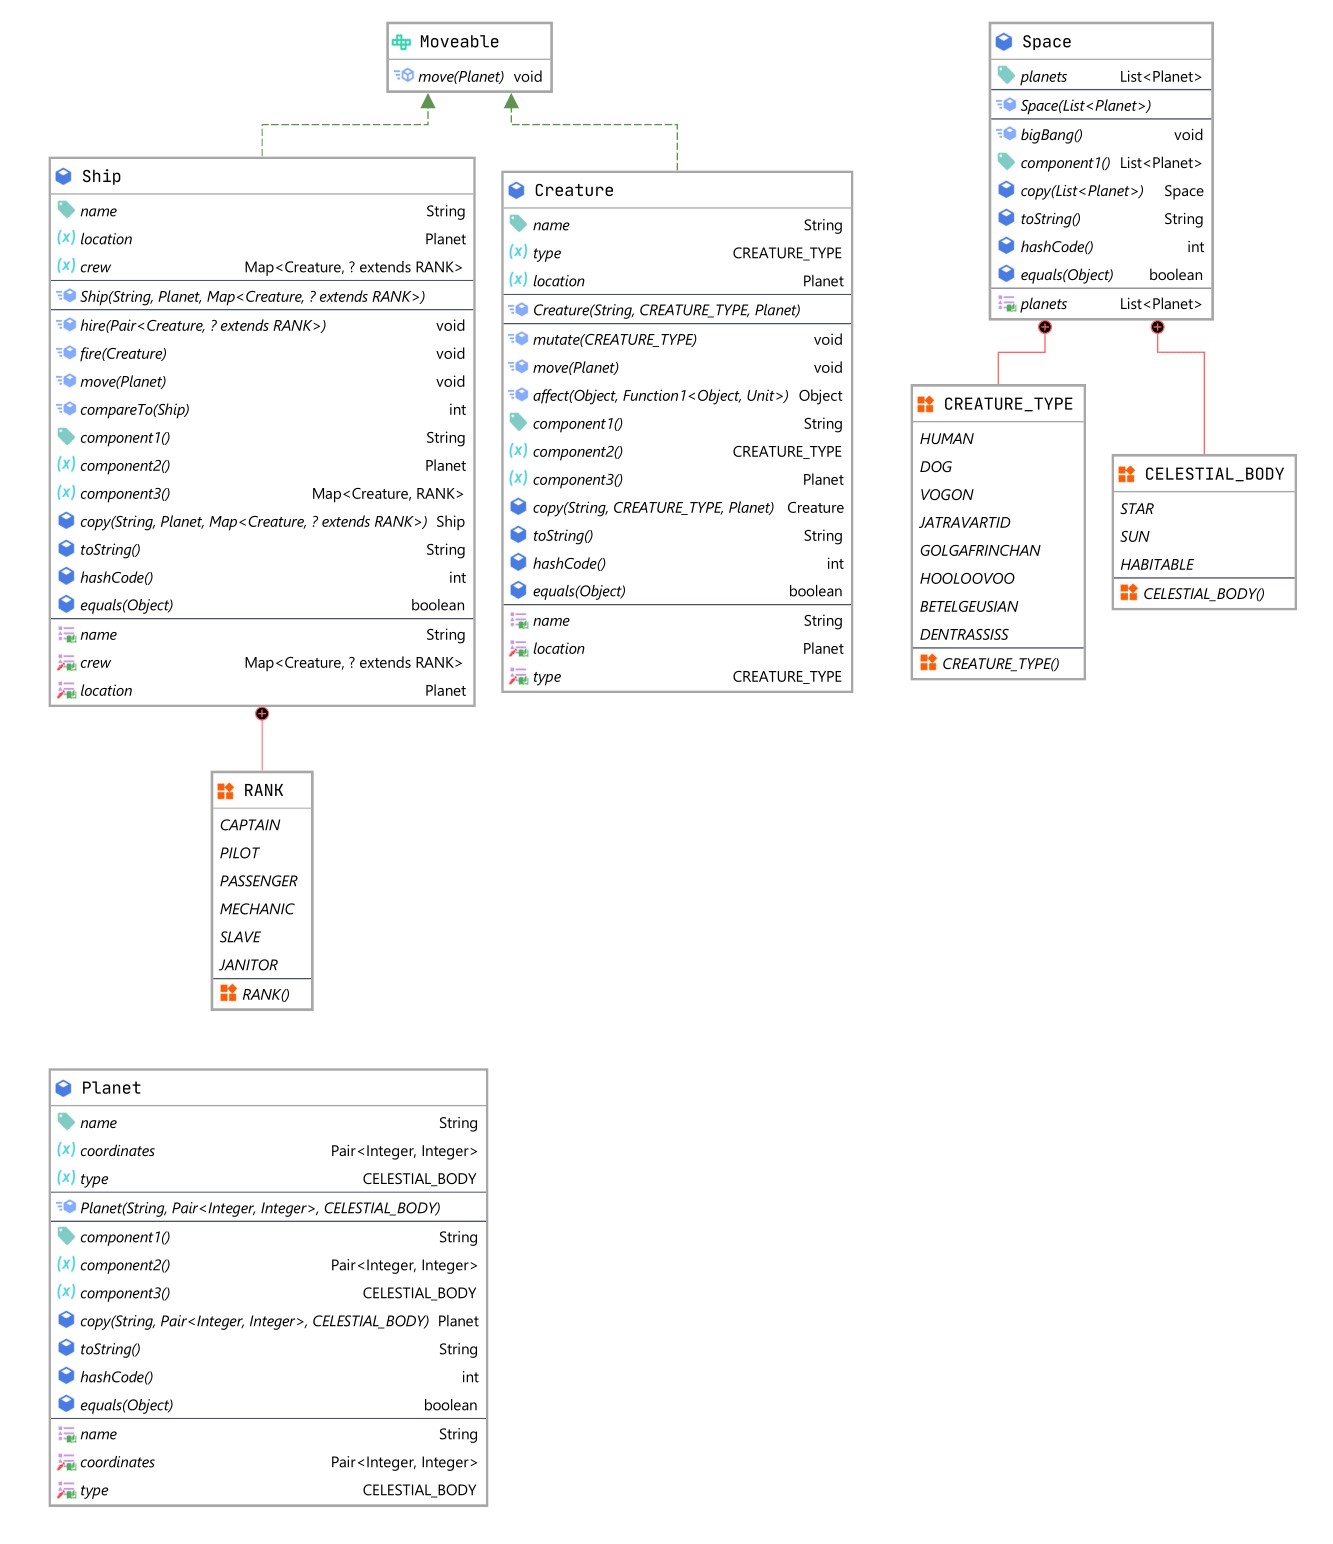 Moveable
move(Planet) void
Ship
name String
location Planet
crew Map<Creature, ? extends RANK>
Ship(String, Planet, Map<Creature, ? extends RANK>)
hire(Pair<Creature, ? extends RANK>) void
fire(Creature) void
move(Planet) void
compareTo(Ship) int
component1() String
component2() Planet
component3() Map<Creature, RANK>
copy(String, Planet, Map<Creature, ? extends RANK>) Ship
toString() String
hashCode() int
equals(Object) boolean
name String
crew Map<Creature, ? extends RANK>
location Planet
Creature
name String
type CREATURE_TYPE
location Planet
Creature(String, CREATURE_TYPE, Planet)
mutate(CREATURE_TYPE) void
move(Planet) void
affect(Object, Function1<Object, Unit>) Object
component1() String
component2() CREATURE_TYPE
component3() Planet
copy(String, CREATURE_TYPE, Planet) Creature
toString() String
hashCode() int
equals(Object) boolean
name String
location Planet
type CREATURE_TYPE
Space
planets List<Planet>
Space(List<Planet>)
bigBang() void
component1() List<Planet>
copy(List<Planet>) Space
toString() String
hashCode() int
equals(Object) boolean
planets List<Planet>
CREATURE_TYPE
HUMAN
DOG
VOGON
JATRAVARTID
GOLGAFRINCHAN
HOOLOOVOO
BETELGEUSIAN
DENTRASSISS
CREATURE_TYPE()
CELESTIAL_BODY
STAR
SUN
HABITABLE
CELESTIAL_BODY()
RANK
CAPTAIN
PILOT
PASSENGER
MECHANIC
SLAVE
JANITOR
RANK()
Planet
name String
coordinates Pair<Integer, Integer>
type CELESTIAL_BODY
Planet(String, Pair<Integer, Integer>, CELESTIAL_BODY)
component1() String
component2() Pair<Integer, Integer>
component3() CELESTIAL_BODY
copy(String, Pair<Integer, Integer>, CELESTIAL_BODY) Planet
toString() String
hashCode() int
equals(Object) boolean
name String
coordinates Pair<Integer, Integer>
type CELESTIAL_BODY